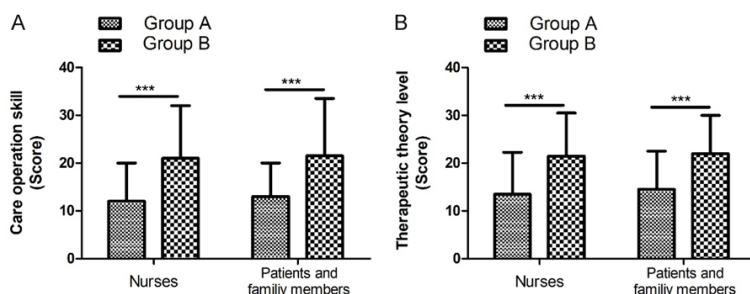 A
Group A
Group B
Care operation skill
(Score)
40
30
20
10
0
***
***
Nurses
Patients and
familiy members
B
Group A
Group B
Therapeutic theory level
(Score)
40
30
20
10
0
***
***
Nurses
Patients and
familiy members